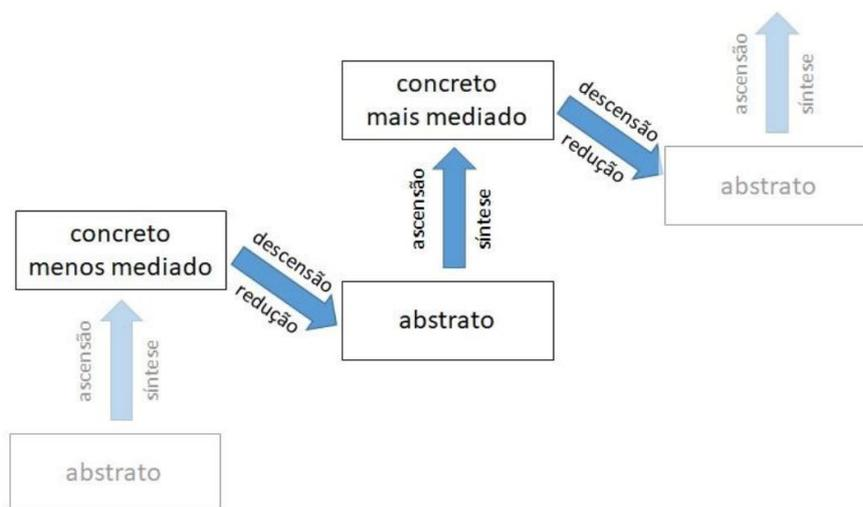 ascensão
síntese
concreto
mais mediado
descensão
redução
abstrato
ascensão
síntese
concreto
menos mediado
descensão
redução
abstrato
ascensão
síntese
abstrato